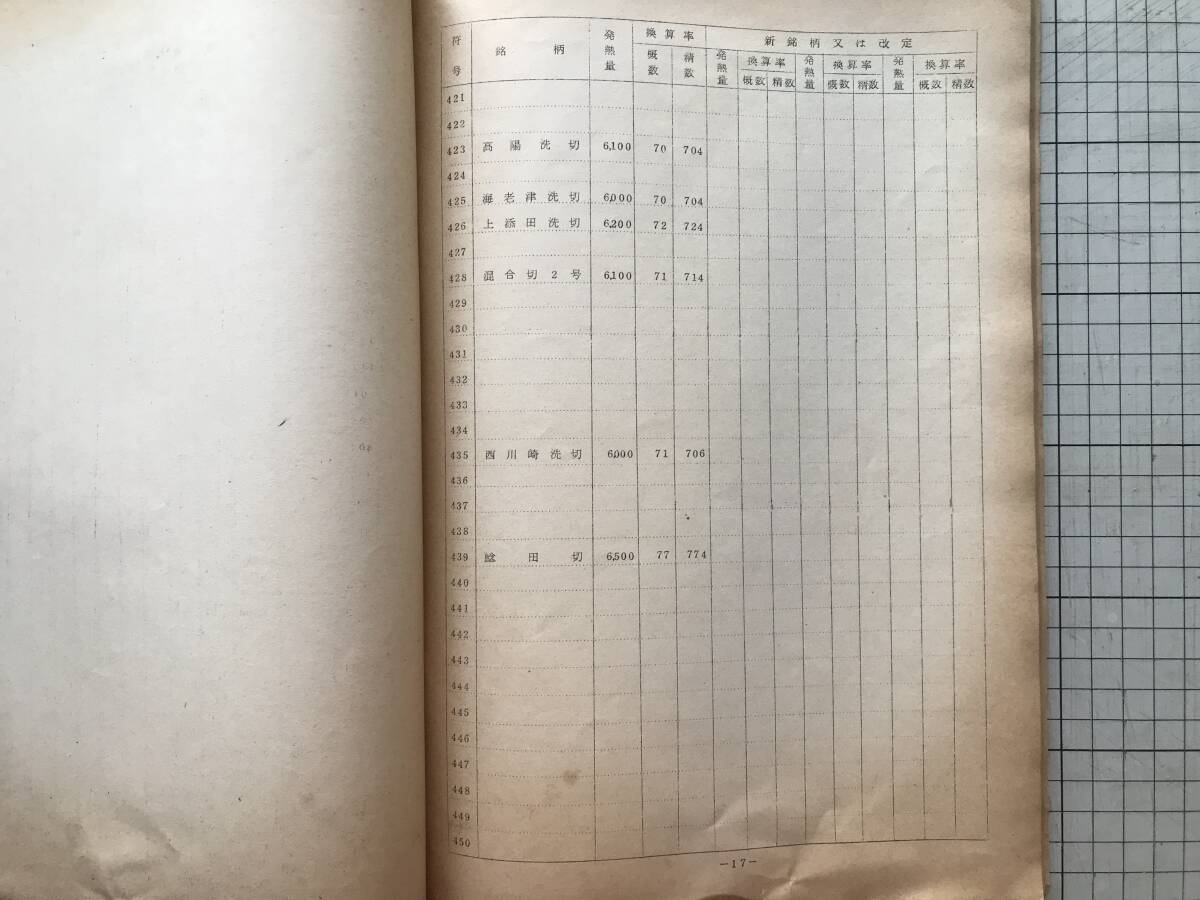 符号 銘柄 発熱量 換算率 新銘柄又は改定
概数 精数 発熱量 換算率 発熱量 換算率 発熱量 換算率
概数 精数 概数 精数 概数 精数
421
422
423 高陽洗切 6,100 70 704
424
425 海老津洗切 6,000 70 704
426 上添田洗切 6,200 72 724
427
428 混合切2号 6,100 71 714
429
430
431
432
433
434
435 西川崎洗切 6,000 71 706
436
437
438
439 鯰田切 6,500 77 774
440
441
442
443
444
445
446
447
448
449
450
-17-